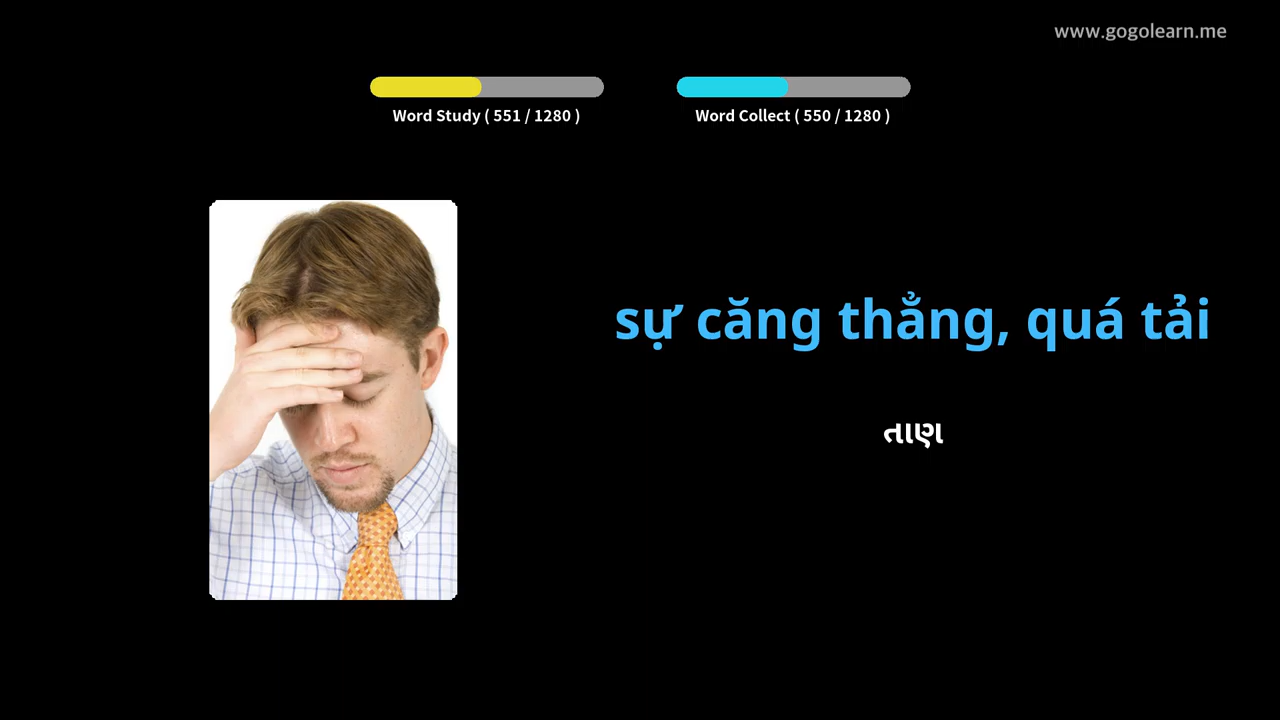 www.gogolearn.me
Word Study ( 551 / 1280 )
Word Collect ( 550 / 1280 )
sự căng thẳng, quá tải
તાણ